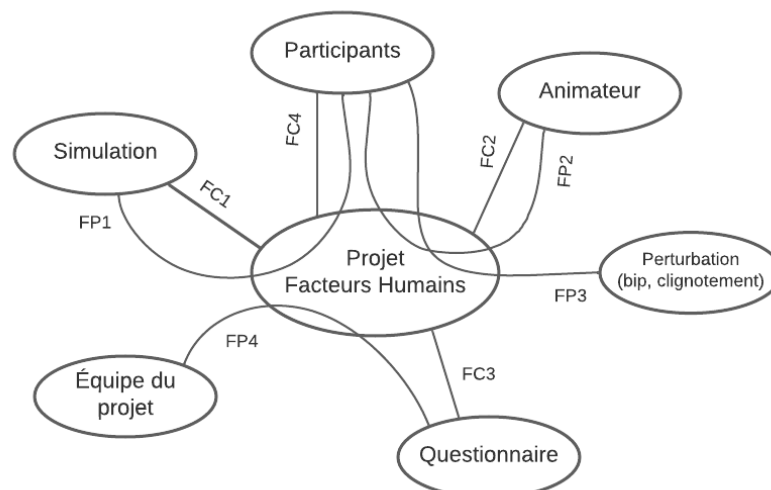 Participants
Animateur
Simulation
FC4
FC2
FP2
FC1
FP1
Projet
Facteurs Humains
Perturbation
(bip, clignotement)
FP3
FP4
Équipe du
projet
FC3
Questionnaire